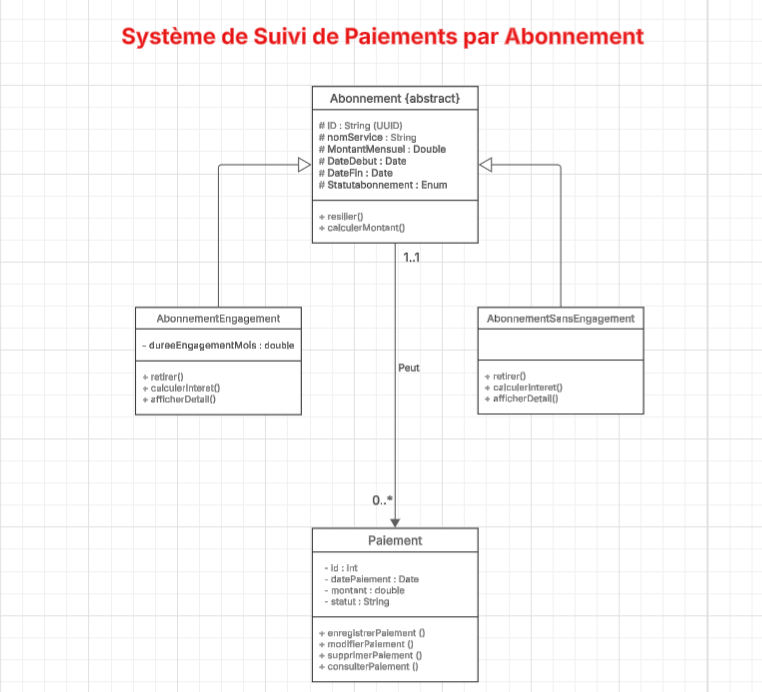 Système de Suivi de Paiements par Abonnement
Abonnement {abstract}
# ID : String (UUID)
# nomService : String
# MontantMensuel : Double
# DateDebut : Date
# DateFin : Date
# Statutabonnement : Enum
+ resilier()
+ calculerMontant()
1..1
AbonnementEngagement
- dureeEngagementMois : double
+ retirer()
+ calculerInteret()
+ afficherDetail()
AbonnementSansEngagement
+ retirer()
+ calculerInteret()
+ afficherDetail()
Peut
0..*
Paiement
- id : int
- datePaiement : Date
- montant : double
- statut : String
+ enregistrerPaiement ()
+ modifierPaiement ()
+ supprimerPaiement ()
+ consulterPaiement ()